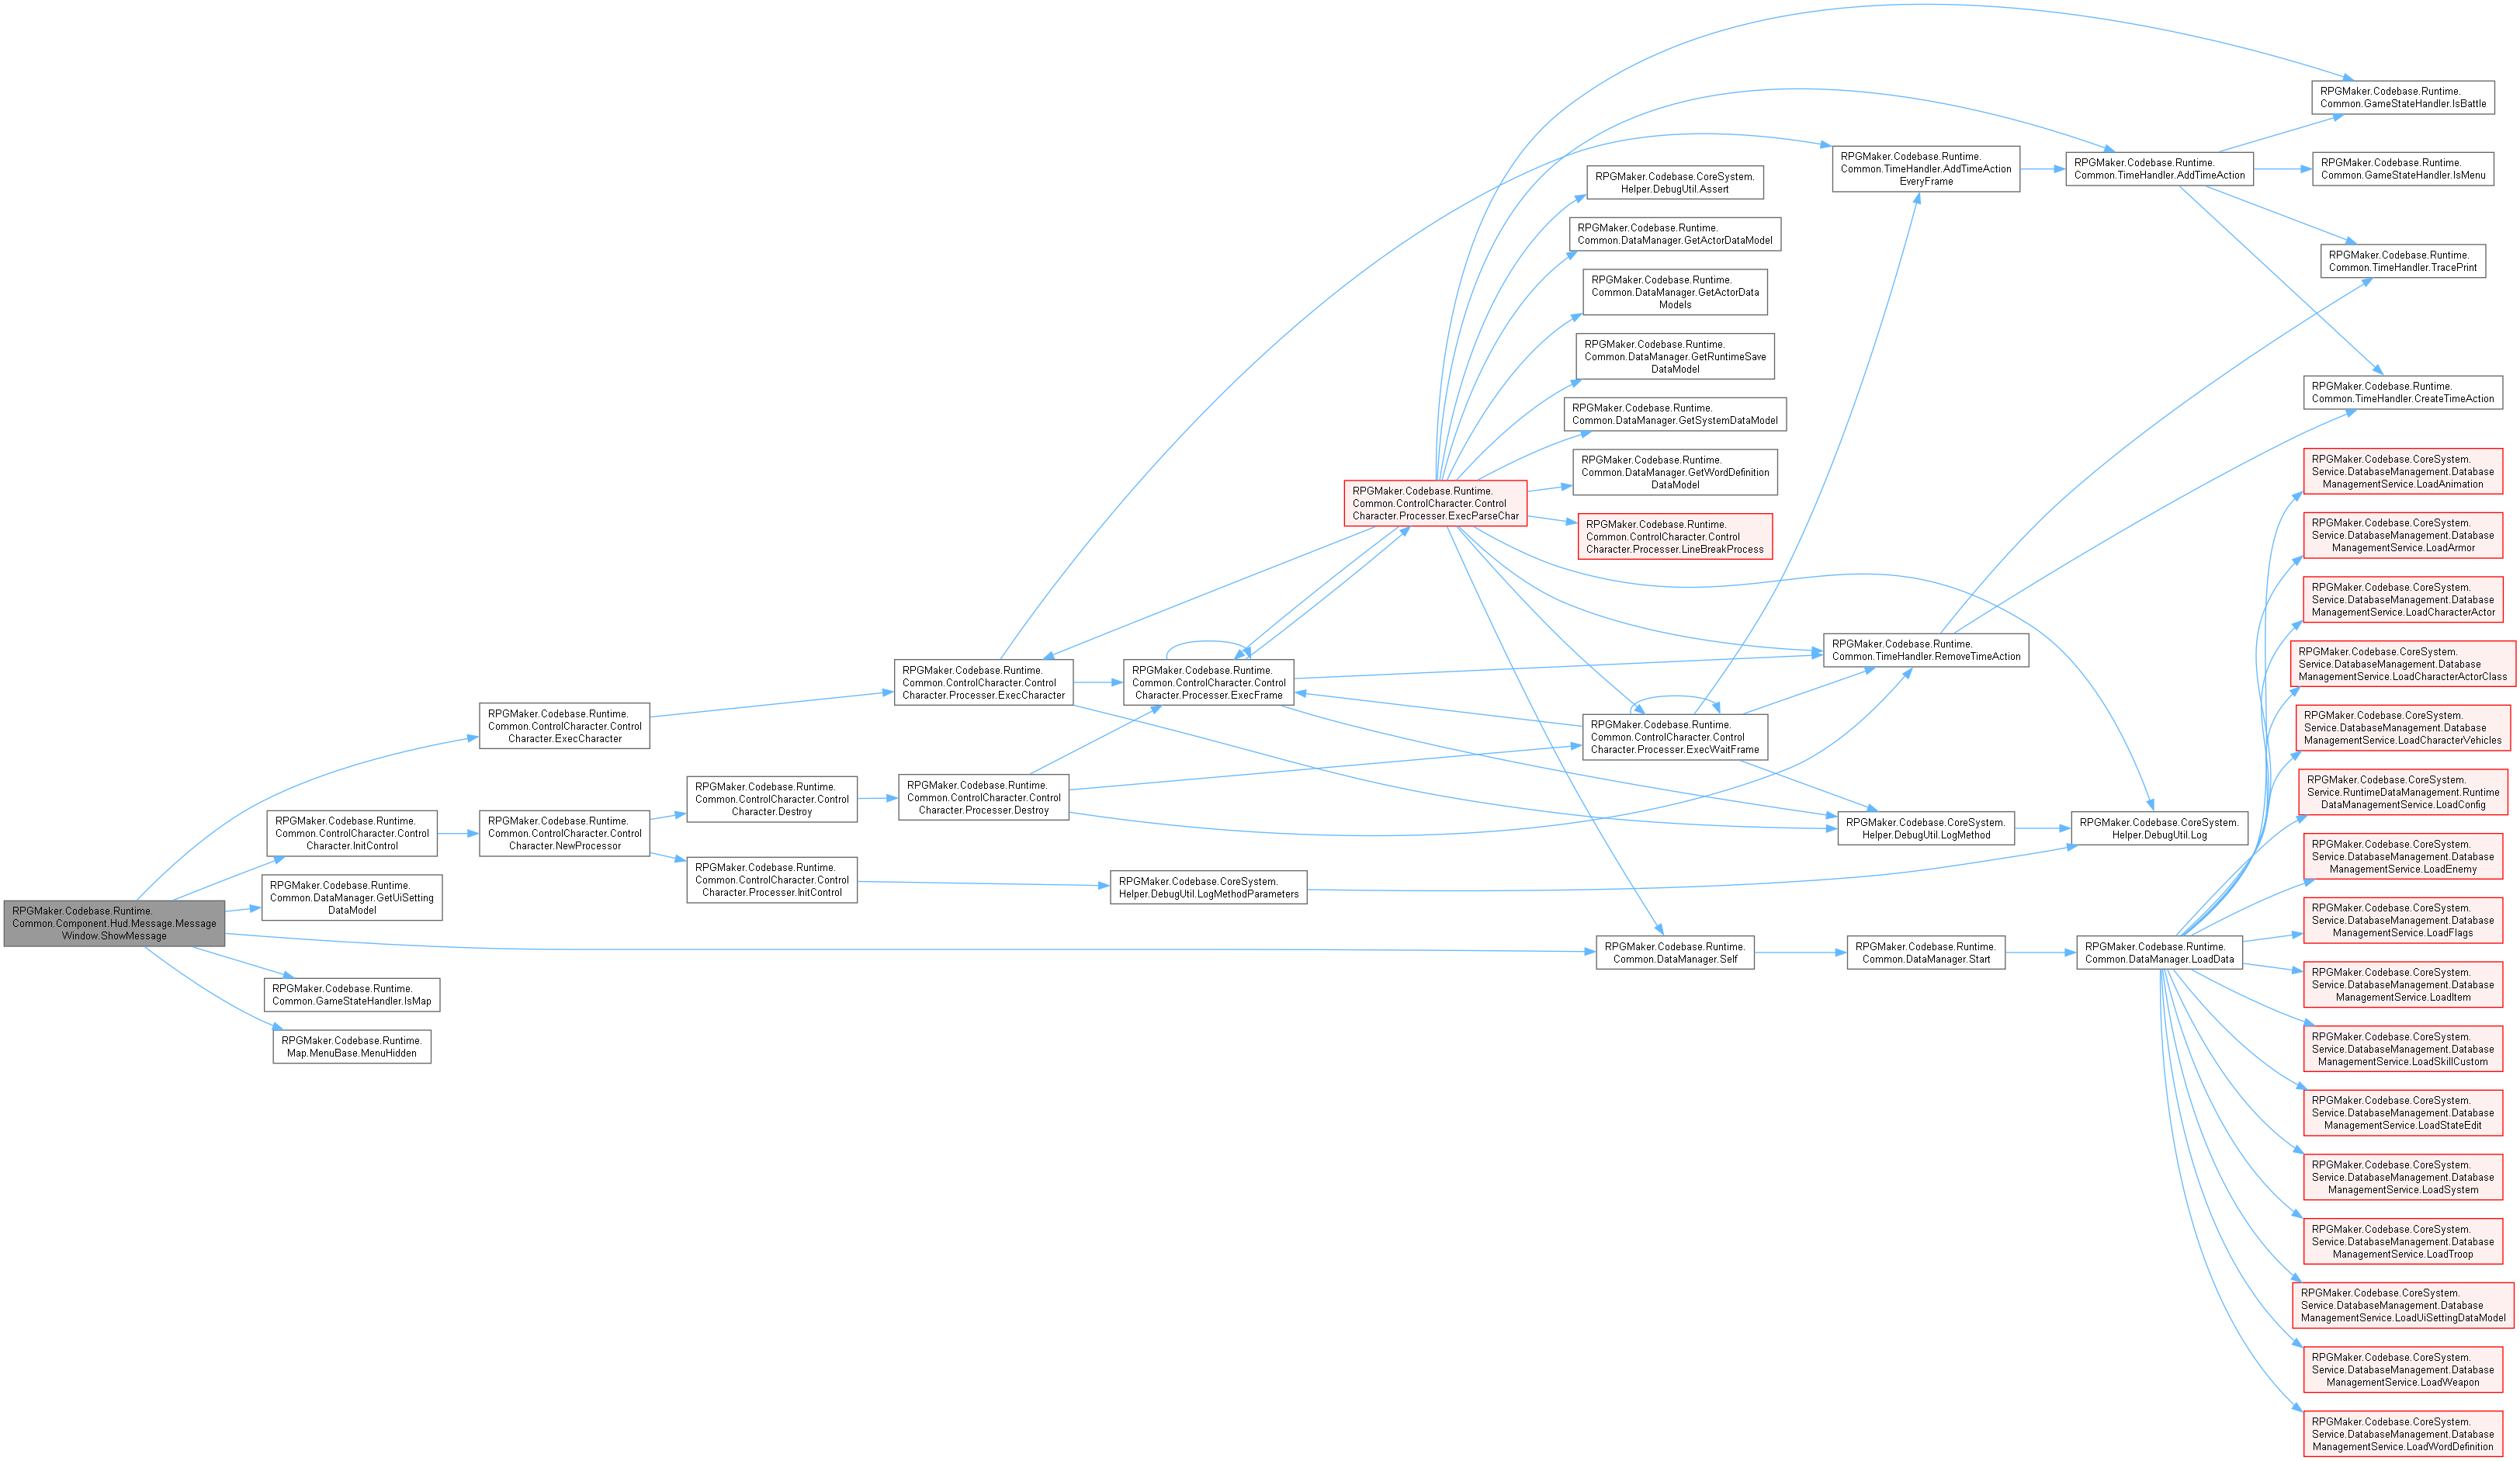 RPGMaker.Codebase.Runtime.
Common.Component.Hud.Message.Message
Window.ShowMessage
RPGMaker.Codebase.Runtime.
Common.ControlCharacter.Control
Character.ExecCharacter
RPGMaker.Codebase.Runtime.
Common.ControlCharacter.Control
Character.InitControl
RPGMaker.Codebase.Runtime.
Common.DataManager.GetUiSetting
DataModel
RPGMaker.Codebase.Runtime.
Common.GameStateHandler.IsMap
RPGMaker.Codebase.Runtime.
Map.MenuBase.MenuHidden
RPGMaker.Codebase.Runtime.
Common.ControlCharacter.Control
Character.NewProcessor
RPGMaker.Codebase.Runtime.
Common.ControlCharacter.Control
Character.Destroy
RPGMaker.Codebase.Runtime.
Common.ControlCharacter.Control
Character.Processer.InitControl
RPGMaker.Codebase.Runtime.
Common.ControlCharacter.Control
Character.Processer.ExecCharacter
RPGMaker.Codebase.Runtime.
Common.ControlCharacter.Control
Character.Processer.Destroy
RPGMaker.Codebase.Runtime.
Common.ControlCharacter.Control
Character.Processer.ExecFrame
RPGMaker.Codebase.CoreSystem.
Helper.DebugUtil.LogMethodParameters
RPGMaker.Codebase.Runtime.
Common.ControlCharacter.Control
Character.Processer.ExecParseChar
RPGMaker.Codebase.CoreSystem.
Helper.DebugUtil.Assert
RPGMaker.Codebase.Runtime.
Common.DataManager.GetActorDataModel
RPGMaker.Codebase.Runtime.
Common.DataManager.GetActorData
Models
RPGMaker.Codebase.Runtime.
Common.DataManager.GetRuntimeSave
DataModel
RPGMaker.Codebase.Runtime.
Common.DataManager.GetSystemDataModel
RPGMaker.Codebase.Runtime.
Common.DataManager.GetWordDefinition
DataModel
RPGMaker.Codebase.Runtime.
Common.ControlCharacter.Control
Character.Processer.LineBreakProcess
RPGMaker.Codebase.Runtime.
Common.ControlCharacter.Control
Character.Processer.ExecWaitFrame
RPGMaker.Codebase.Runtime.
Common.DataManager.Self
RPGMaker.Codebase.Runtime.
Common.TimeHandler.AddTimeAction
EveryFrame
RPGMaker.Codebase.Runtime.
Common.TimeHandler.RemoveTimeAction
RPGMaker.Codebase.CoreSystem.
Helper.DebugUtil.LogMethod
RPGMaker.Codebase.Runtime.
Common.DataManager.Start
RPGMaker.Codebase.Runtime.
Common.TimeHandler.AddTimeAction
RPGMaker.Codebase.CoreSystem.
Helper.DebugUtil.Log
RPGMaker.Codebase.Runtime.
Common.DataManager.LoadData
RPGMaker.Codebase.Runtime.
Common.GameStateHandler.IsBattle
RPGMaker.Codebase.Runtime.
Common.GameStateHandler.IsMenu
RPGMaker.Codebase.Runtime.
Common.TimeHandler.TracePrint
RPGMaker.Codebase.Runtime.
Common.TimeHandler.CreateTimeAction
RPGMaker.Codebase.CoreSystem.
Service.DatabaseManagement.Database
ManagementService.LoadAnimation
RPGMaker.Codebase.CoreSystem.
Service.DatabaseManagement.Database
ManagementService.LoadArmor
RPGMaker.Codebase.CoreSystem.
Service.DatabaseManagement.Database
ManagementService.LoadCharacterActor
RPGMaker.Codebase.CoreSystem.
Service.DatabaseManagement.Database
ManagementService.LoadCharacterActorClass
RPGMaker.Codebase.CoreSystem.
Service.DatabaseManagement.Database
ManagementService.LoadCharacterVehicles
RPGMaker.Codebase.CoreSystem.
Service.RuntimeDataManagement.Runtime
DataManagementService.LoadConfig
RPGMaker.Codebase.CoreSystem.
Service.DatabaseManagement.Database
ManagementService.LoadEnemy
RPGMaker.Codebase.CoreSystem.
Service.DatabaseManagement.Database
ManagementService.LoadFlags
RPGMaker.Codebase.CoreSystem.
Service.DatabaseManagement.Database
ManagementService.LoadItem
RPGMaker.Codebase.CoreSystem.
Service.DatabaseManagement.Database
ManagementService.LoadSkillCustom
RPGMaker.Codebase.CoreSystem.
Service.DatabaseManagement.Database
ManagementService.LoadStateEdit
RPGMaker.Codebase.CoreSystem.
Service.DatabaseManagement.Database
ManagementService.LoadSystem
RPGMaker.Codebase.CoreSystem.
Service.DatabaseManagement.Database
ManagementService.LoadTroop
RPGMaker.Codebase.CoreSystem.
Service.DatabaseManagement.Database
ManagementService.LoadUiSettingDataModel
RPGMaker.Codebase.CoreSystem.
Service.DatabaseManagement.Database
ManagementService.LoadWeapon
RPGMaker.Codebase.CoreSystem.
Service.DatabaseManagement.Database
ManagementService.LoadWordDefinition